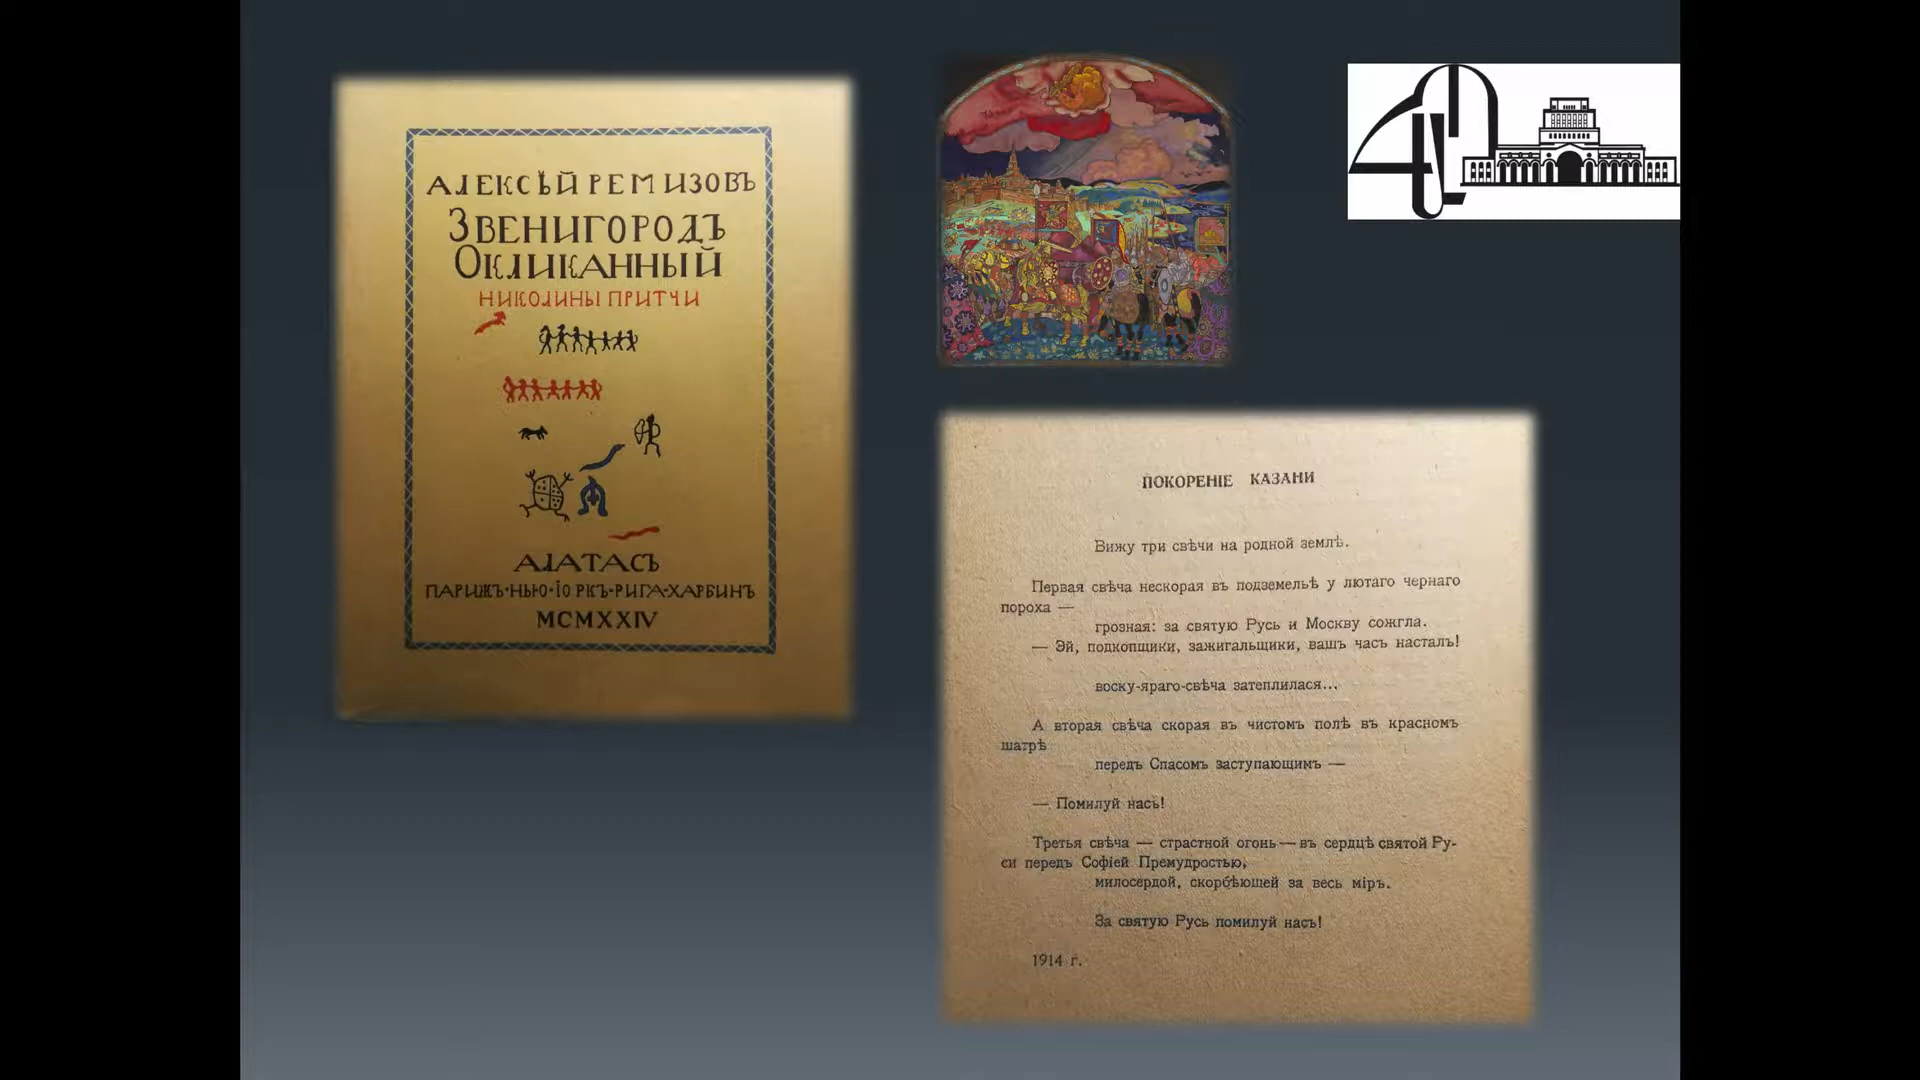 АЛЕКСѢЙ РЕМИЗОВЪ
ЗВЕНИГОРОДЪ
ОКЛИКАННЫЙ
НИКОЛИНЫ ПРИТЧИ
АЛАТАСЪ
ПАРИЖЪ·НЬЮ·IОРКЪ·РИГА·ХАРБИНЪ
MCMXXIV
ПОКОРЕНІЕ КАЗАНИ
Вижу три свѣчи на родной землѣ.
Первая свѣча нескорая въ подземельѣ у лютаго чернаго
пороха —
грозная: за святую Русь и Москву сожгла.
— Эй, подкопщики, зажигальщики, вашъ часъ насталъ!
воску-яраго-свѣча затеплилася...
А вторая свѣча скорая въ чистомъ полѣ въ красномъ
шатрѣ
передъ Спасомъ заступающимъ —
— Помилуй насъ!
Третья свѣча — страстной огонь — въ сердцѣ святой Ру-
си передъ Софіей Премудростью,
милосердой, скорбѣющей за весь міръ.
За святую Русь помилуй насъ!
1914 г.